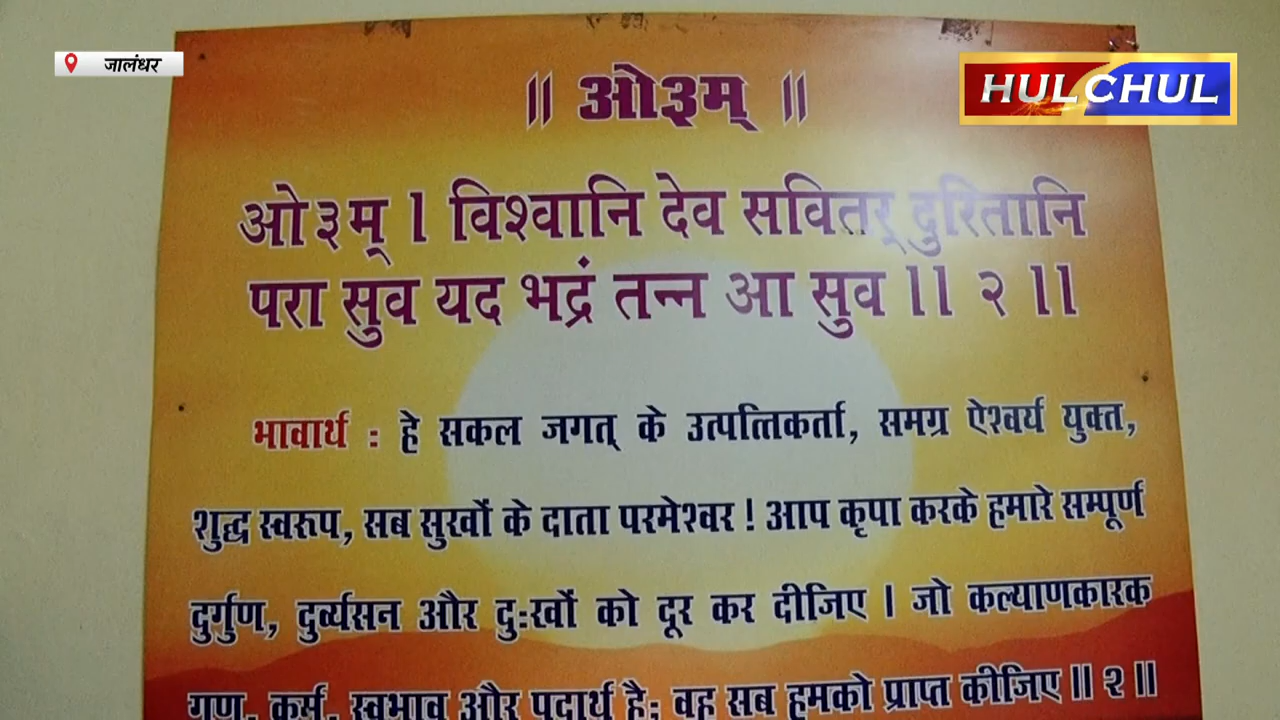 जालंधर
HULCHUL
॥ ओ३म् ॥
ओ३म् । विश्वानि देव सवितर् दुरितानि
परा सुव यद भद्रं तन्न आ सुव ।। २ ।।
भावार्थ : हे सकल जगत् के उत्पत्तिकर्ता, समग्र ऐश्वर्य युक्त,
शुद्ध स्वरूप, सब सुखों के दाता परमेश्वर ! आप कृपा करके हमारे सम्पूर्ण
दुर्गुण, दुर्व्यसन और दुःखों को दूर कर दीजिए । जो कल्याणकारक
गुण, कर्म, स्वभाव और पदार्थ है; वह सब हमको प्राप्त कीजिए ॥ २ ॥